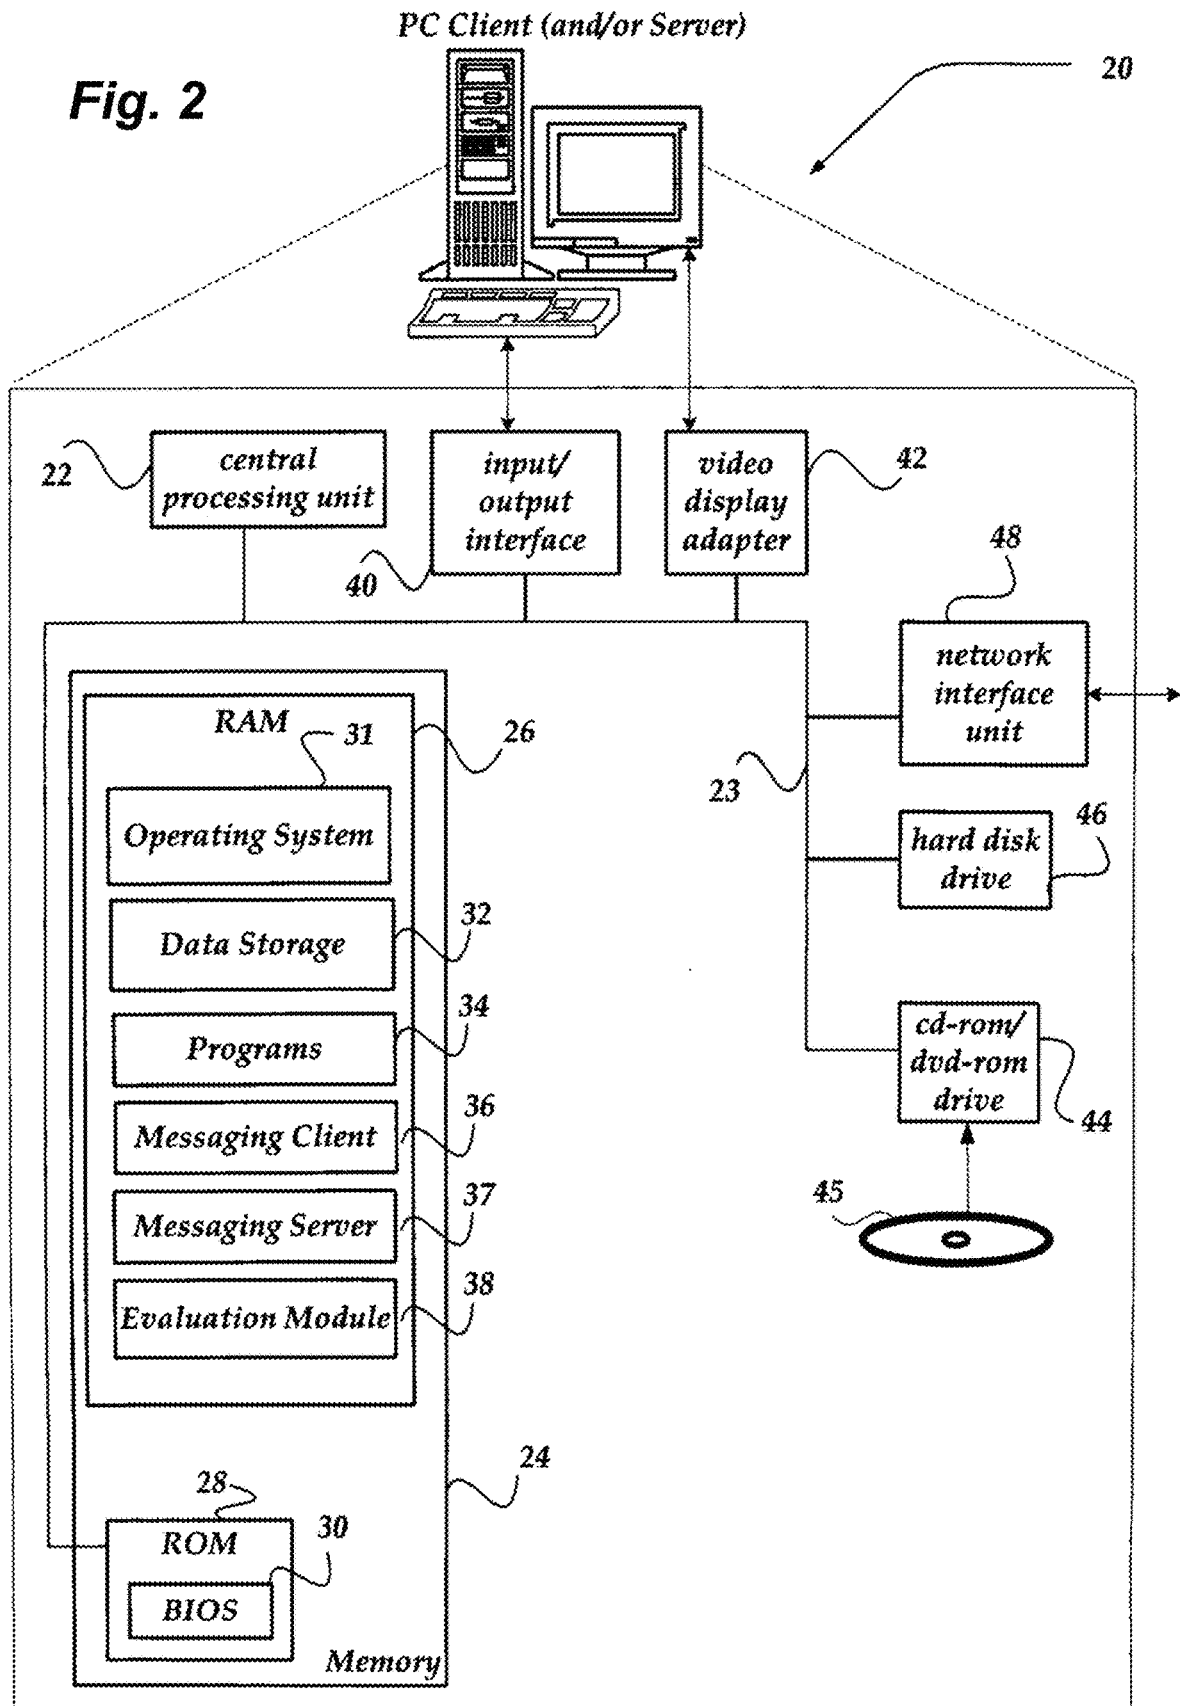 PC Client (and/or Server)
Fig. 2
20
22
central
processing unit
input/
output
interface
40
video
display
adapter
42
48
network
interface
unit
23
46
hard disk
drive
cd-rom/
dvd-rom
drive
44
45
RAM
26
31
Operating System
Data Storage
32
Programs
34
Messaging Client
36
Messaging Server
37
Evaluation Module
38
24
28
ROM
30
BIOS
Memory